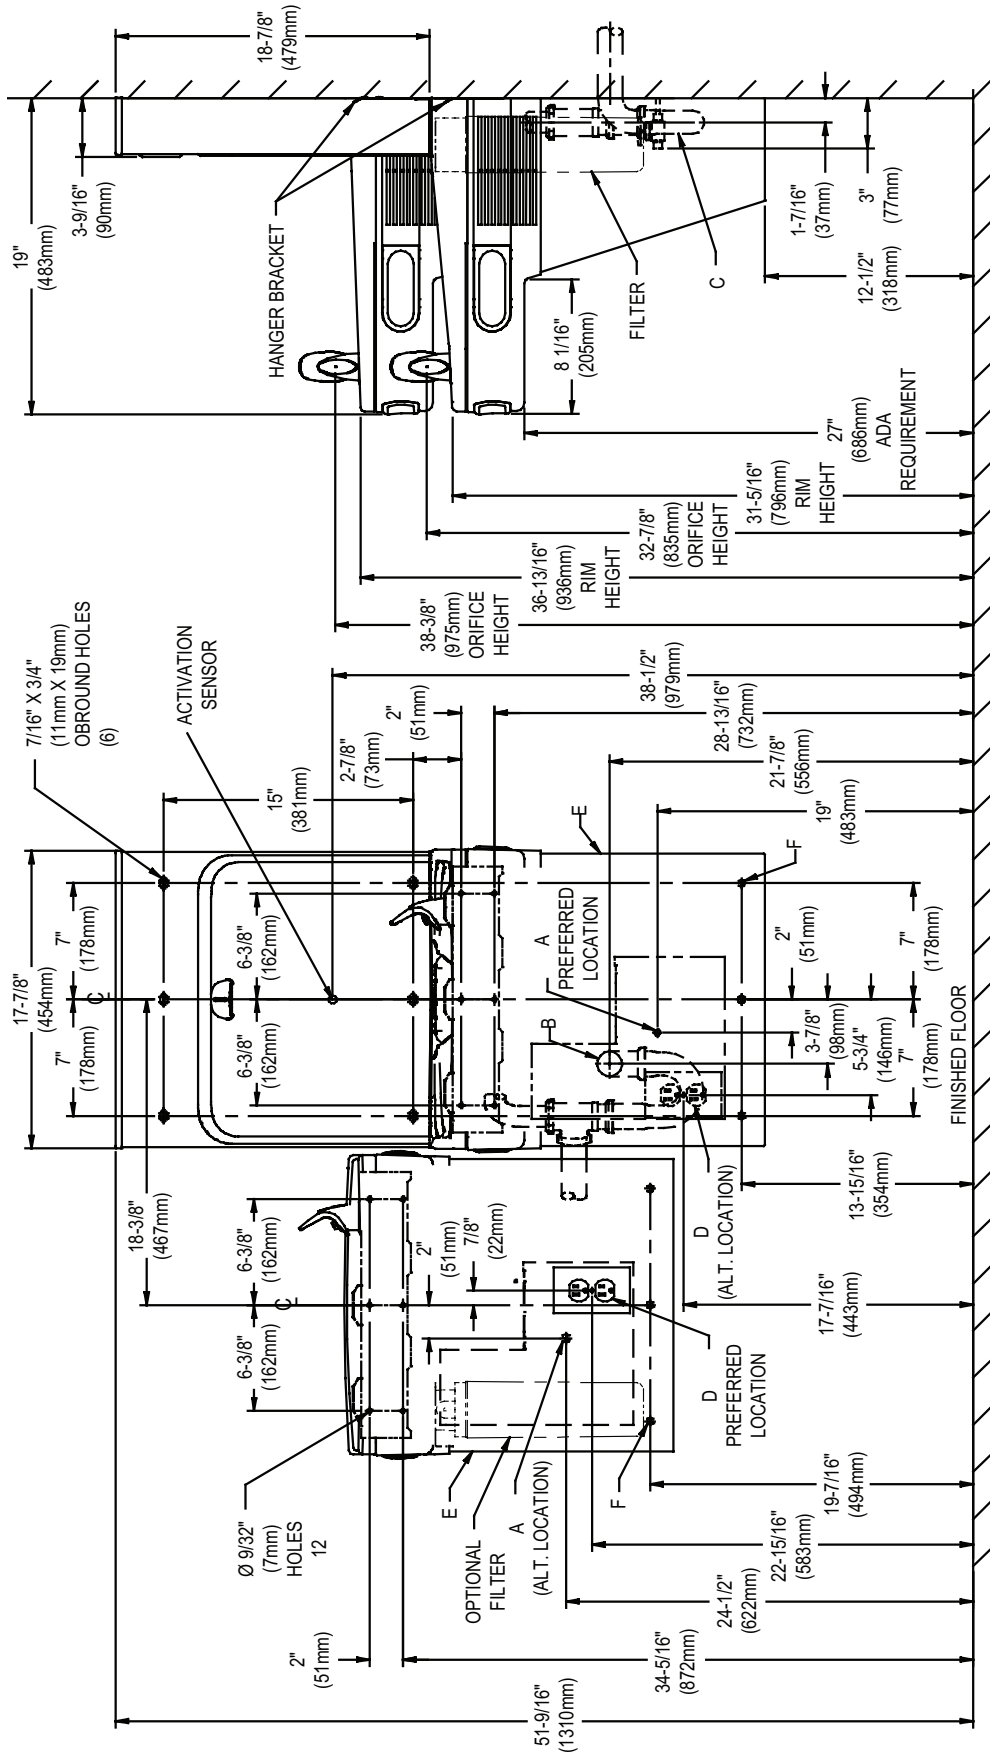 18-7/8"
(479mm)
19"
(483mm)
3-9/16"
(90mm)
HANGER BRACKET
8 1/16"
(205mm)
FILTER
C
1-7/16"
(37mm)
3"
(77mm)
12-1/2"
(318mm)
27"
(686mm)
ADA
REQUIREMENT
31-5/16"
(796mm)
RIM
HEIGHT
32-7/8"
(835mm)
ORIFICE
HEIGHT
36-13/16"
(936mm)
RIM
HEIGHT
38-3/8"
(975mm)
ORIFICE
HEIGHT
7/16" X 3/4"
(11mm X 19mm)
OBROUND HOLES
(6)
ACTIVATION
SENSOR
15"
(381mm)
2-7/8"
(73mm)
2"
(51mm)
38-1/2"
(979mm)
28-13/16"
(732mm)
21-7/8"
(556mm)
19"
(483mm)
17-7/8"
(454mm)
7"
(178mm)
7"
(178mm)
C
L
6-3/8"
(162mm)
6-3/8"
(162mm)
E
A
PREFERRED
LOCATION
B
F
2"
(51mm)
3-7/8"
(98mm)
5-3/4"
(146mm)
7"
(178mm)
7"
(178mm)
FINISHED FLOOR
D
(ALT. LOCATION)
13-15/16"
(354mm)
17-7/16"
(443mm)
18-3/8"
(467mm)
6-3/8"
(162mm)
6-3/8"
(162mm)
C
L
2"
(51mm)
7/8"
(22mm)
Ø 9/32"
(7mm)
HOLES
12
E
OPTIONAL
FILTER
A
(ALT. LOCATION)
F
D
PREFERRED
LOCATION
19-7/16"
(494mm)
22-15/16"
(583mm)
24-1/2"
(622mm)
2"
(51mm)
34-5/16"
(872mm)
51-9/16"
(1310mm)